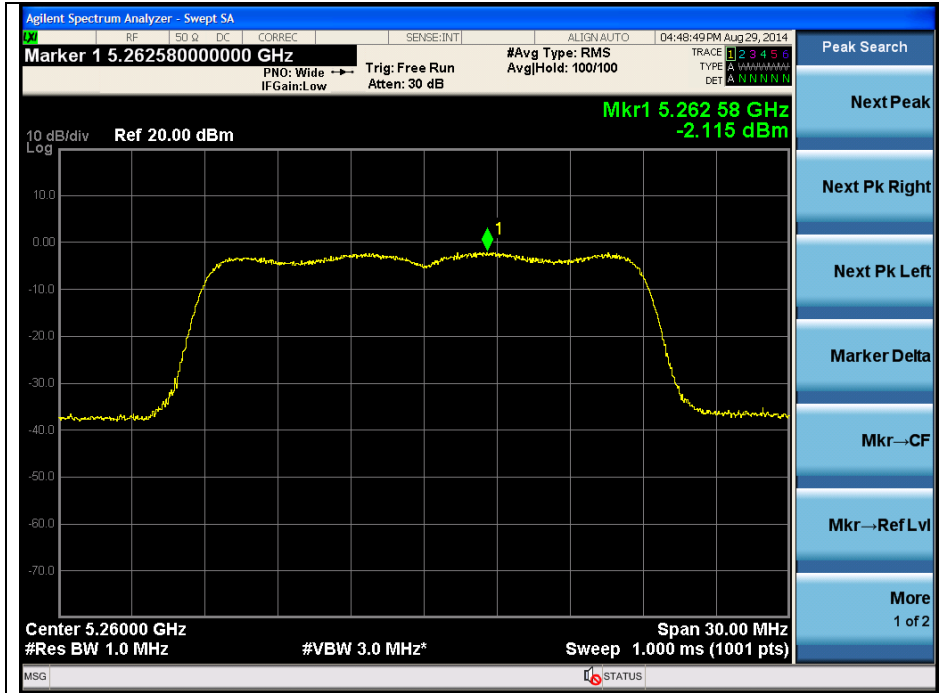 Agilent Spectrum Analyzer - Swept SA
LXI RF 50 Ω DC CORREC SENSE:INT ALIGN AUTO 04:48:49 PM Aug 29, 2014
Marker 1 5.262580000000 GHz
PNO: Wide
IFGain:Low
Trig: Free Run
Atten: 30 dB
#Avg Type: RMS
Avg|Hold: 100/100
TRACE 1 2 3 4 5 6
TYPE A WWWWW
DET A N N N N N
Mkr1 5.262 58 GHz
-2.115 dBm
10 dB/div Ref 20.00 dBm
Log
10.0
0.00
-10.0
-20.0
-30.0
-40.0
-50.0
-60.0
-70.0
1
Center 5.26000 GHz Span 30.00 MHz
#Res BW 1.0 MHz #VBW 3.0 MHz* Sweep 1.000 ms (1001 pts)
MSG STATUS
Peak Search
Next Peak
Next Pk Right
Next Pk Left
Marker Delta
Mkr→CF
Mkr→Ref Lvl
More
1 of 2